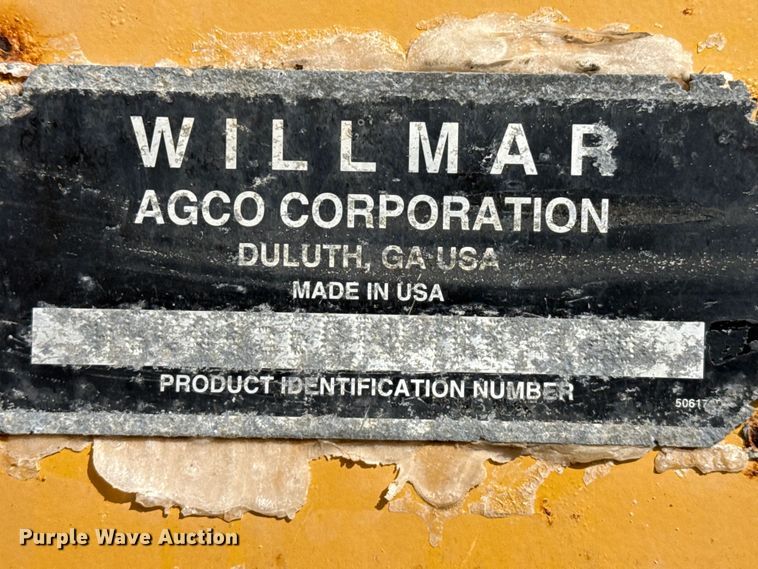 WILLMAR
AGCO CORPORATION
DULUTH, GA USA
MADE IN USA
PRODUCT IDENTIFICATION NUMBER
Purple Wave Auction